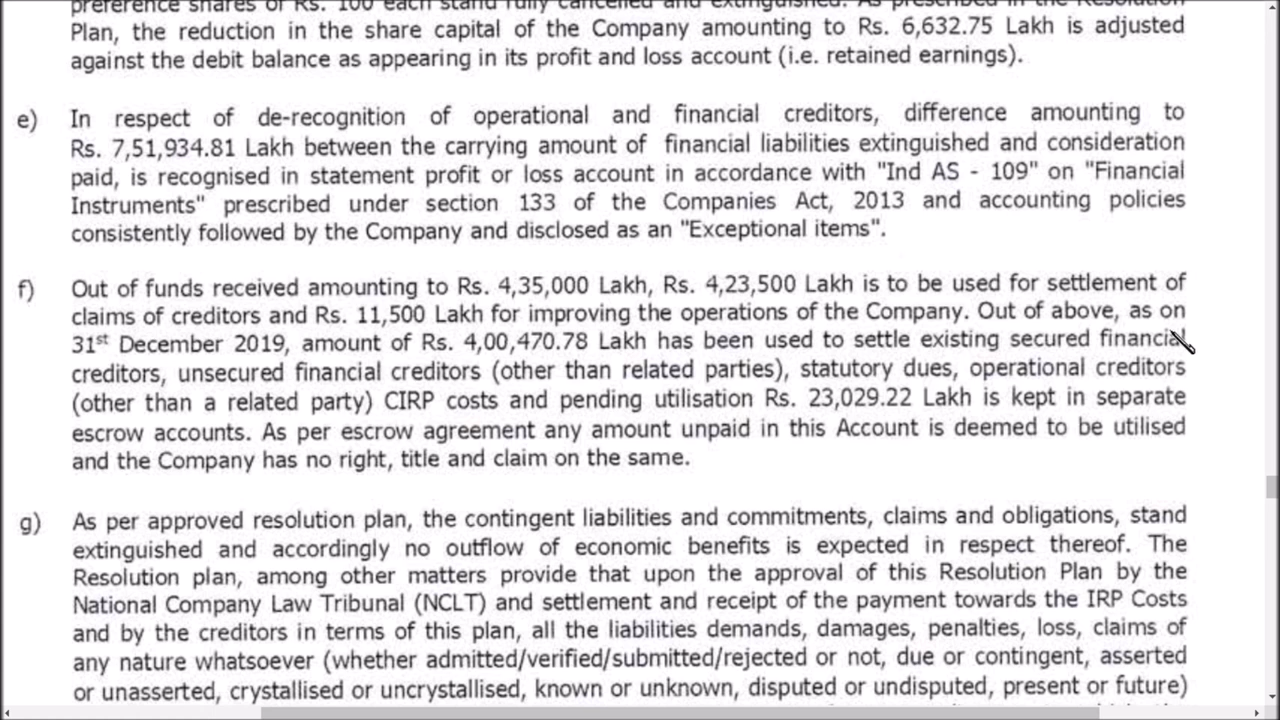 preference shares of Rs. 100 each stand fully cancelled and extinguished. As prescribed in the Resolution
Plan, the reduction in the share capital of the Company amounting to Rs. 6,632.75 Lakh is adjusted
against the debit balance as appearing in its profit and loss account (i.e. retained earnings).
e) In respect of de-recognition of operational and financial creditors, difference amounting to
Rs. 7,51,934.81 Lakh between the carrying amount of financial liabilities extinguished and consideration
paid, is recognised in statement profit or loss account in accordance with "Ind AS - 109" on "Financial
Instruments" prescribed under section 133 of the Companies Act, 2013 and accounting policies
consistently followed by the Company and disclosed as an "Exceptional items".
f) Out of funds received amounting to Rs. 4,35,000 Lakh, Rs. 4,23,500 Lakh is to be used for settlement of
claims of creditors and Rs. 11,500 Lakh for improving the operations of the Company. Out of above, as on
31st December 2019, amount of Rs. 4,00,470.78 Lakh has been used to settle existing secured financial
creditors, unsecured financial creditors (other than related parties), statutory dues, operational creditors
(other than a related party) CIRP costs and pending utilisation Rs. 23,029.22 Lakh is kept in separate
escrow accounts. As per escrow agreement any amount unpaid in this Account is deemed to be utilised
and the Company has no right, title and claim on the same.
g) As per approved resolution plan, the contingent liabilities and commitments, claims and obligations, stand
extinguished and accordingly no outflow of economic benefits is expected in respect thereof. The
Resolution plan, among other matters provide that upon the approval of this Resolution Plan by the
National Company Law Tribunal (NCLT) and settlement and receipt of the payment towards the IRP Costs
and by the creditors in terms of this plan, all the liabilities demands, damages, penalties, loss, claims of
any nature whatsoever (whether admitted/verified/submitted/rejected or not, due or contingent, asserted
or unasserted, crystallised or uncrystallised, known or unknown, disputed or undisputed, present or future)